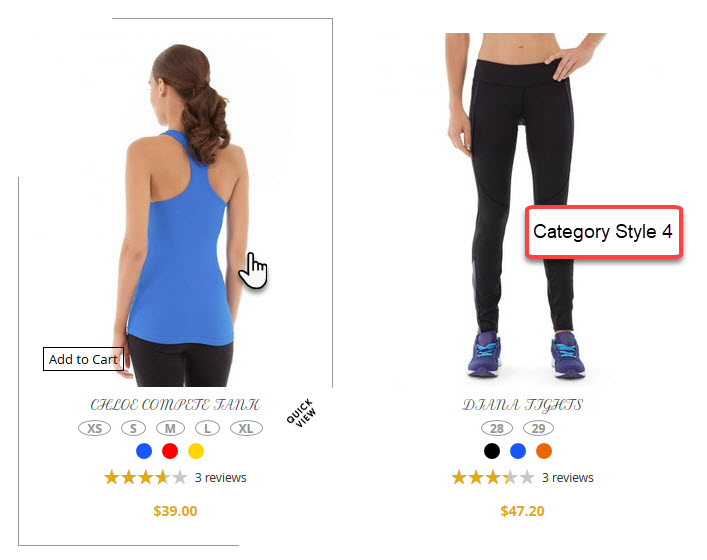 Category Style 4
Add to Cart
CHLOE COMPETE TANK
QUICK VIEW
XS S M L XL
3 reviews
$39.00
DIANA TIGHTS
28 29
3 reviews
$47.20